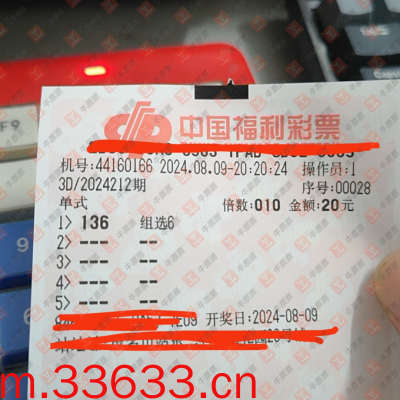 中国福利彩票
机号:44160166 2024.08.09-20:20:24 操作员:1
3D/2024212期 序号:00028
单式 倍数:010 金额:20元
1> 136 组选6
2> --- --
3> --- --
4> --- --
5> --- --
开奖日:2024-08-09
m.33633.cn
F9